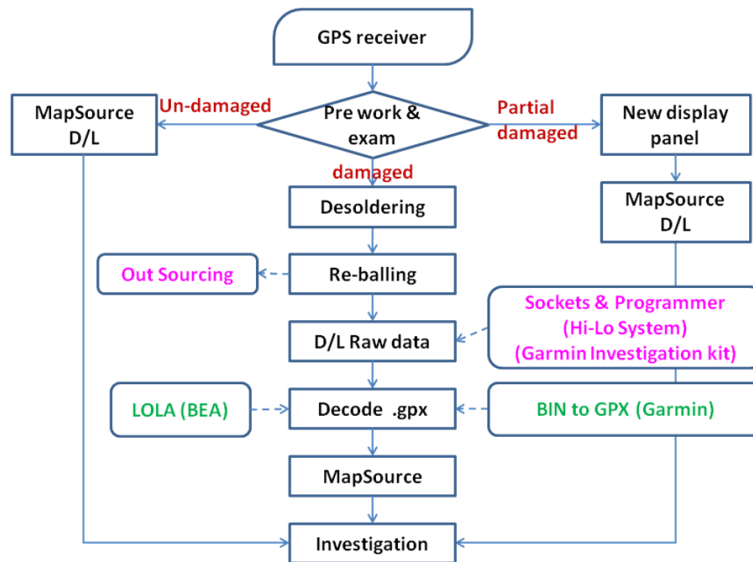 GPS receiver
Un-damaged
Pre work &
exam
Partial
damaged
MapSource
D/L
New display
panel
damaged
Desoldering
MapSource
D/L
Out Sourcing
Re-balling
Sockets & Programmer
(Hi-Lo System)
(Garmin Investigation kit)
D/L Raw data
LOLA (BEA)
Decode .gpx
BIN to GPX (Garmin)
MapSource
Investigation